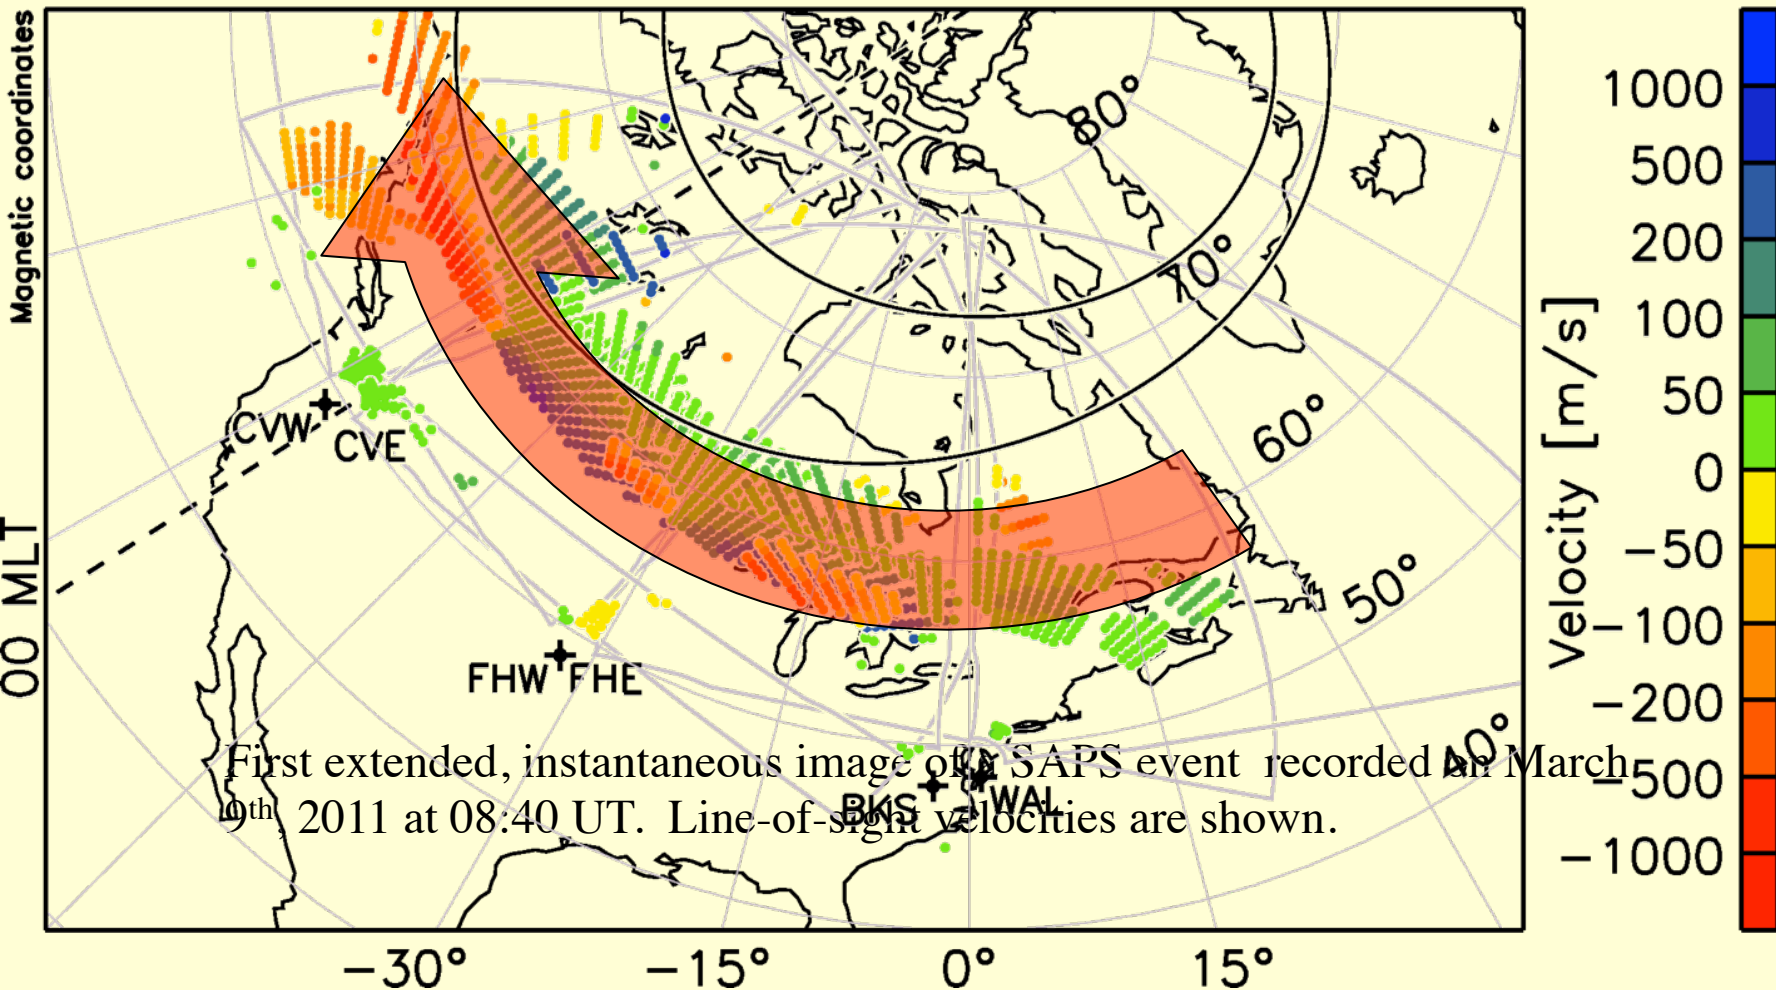 Magnetic coordinates
00 MLT
80°
70°
60°
50°
40°
CVW
CVE
FHW
FHE
BKS
WAL
First extended, instantaneous image of a SAPS event recorded on March
9th, 2011 at 08:40 UT. Line-of-sight velocities are shown.
-30°
-15°
0°
15°
Velocity [m/s]
1000
500
200
100
50
0
-50
-100
-200
-500
-1000